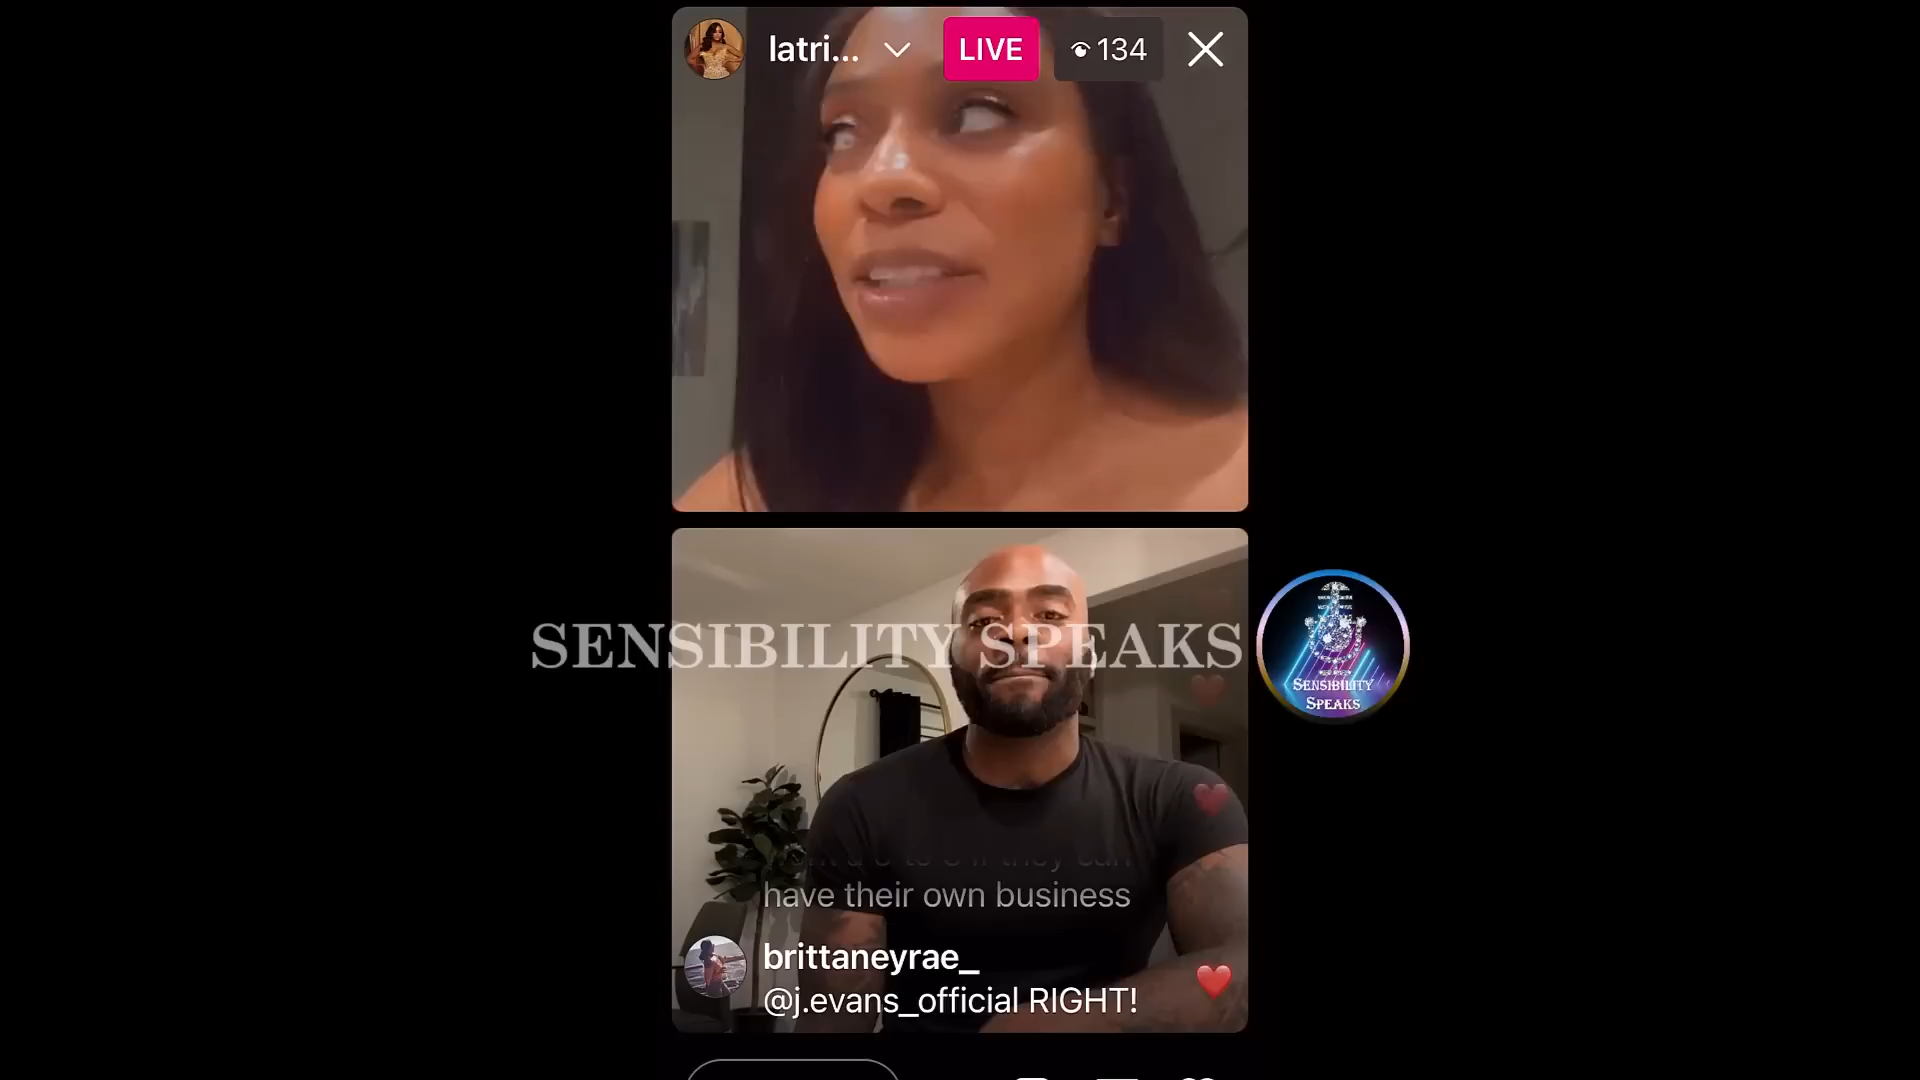 latri...
LIVE
134
SENSIBILITY SPEAKS
SENSIBILITY
SPEAKS
have their own business
brittaneyrae_
@j.evans_official RIGHT!